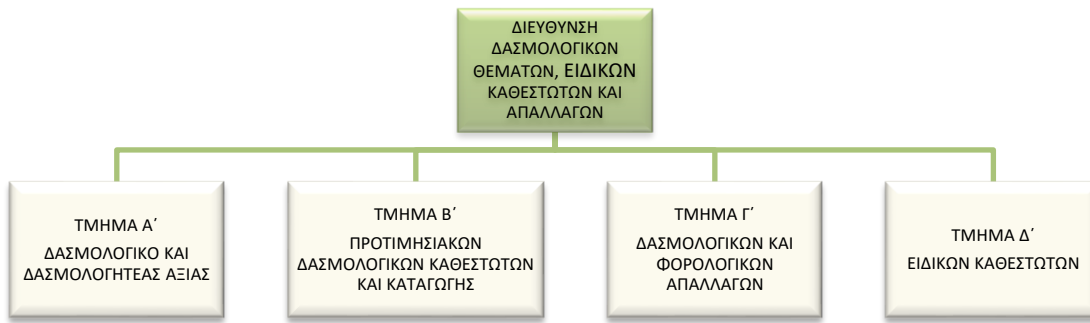 ΔΙΕΥΘΥΝΣΗ
ΔΑΣΜΟΛΟΓΙΚΩΝ
ΘΕΜΑΤΩΝ, ΕΙΔΙΚΩΝ
ΚΑΘΕΣΤΩΤΩΝ ΚΑΙ
ΑΠΑΛΛΑΓΩΝ
ΤΜΗΜΑ Α΄
ΔΑΣΜΟΛΟΓΙΚΟ ΚΑΙ
ΔΑΣΜΟΛΟΓΗΤΕΑΣ ΑΞΙΑΣ
ΤΜΗΜΑ Β΄
ΠΡΟΤΙΜΗΣΙΑΚΩΝ
ΔΑΣΜΟΛΟΓΙΚΩΝ ΚΑΘΕΣΤΩΤΩΝ
ΚΑΙ ΚΑΤΑΓΩΓΗΣ
ΤΜΗΜΑ Γ΄
ΔΑΣΜΟΛΟΓΙΚΩΝ ΚΑΙ
ΦΟΡΟΛΟΓΙΚΩΝ
ΑΠΑΛΛΑΓΩΝ
ΤΜΗΜΑ Δ΄
ΕΙΔΙΚΩΝ ΚΑΘΕΣΤΩΤΩΝ